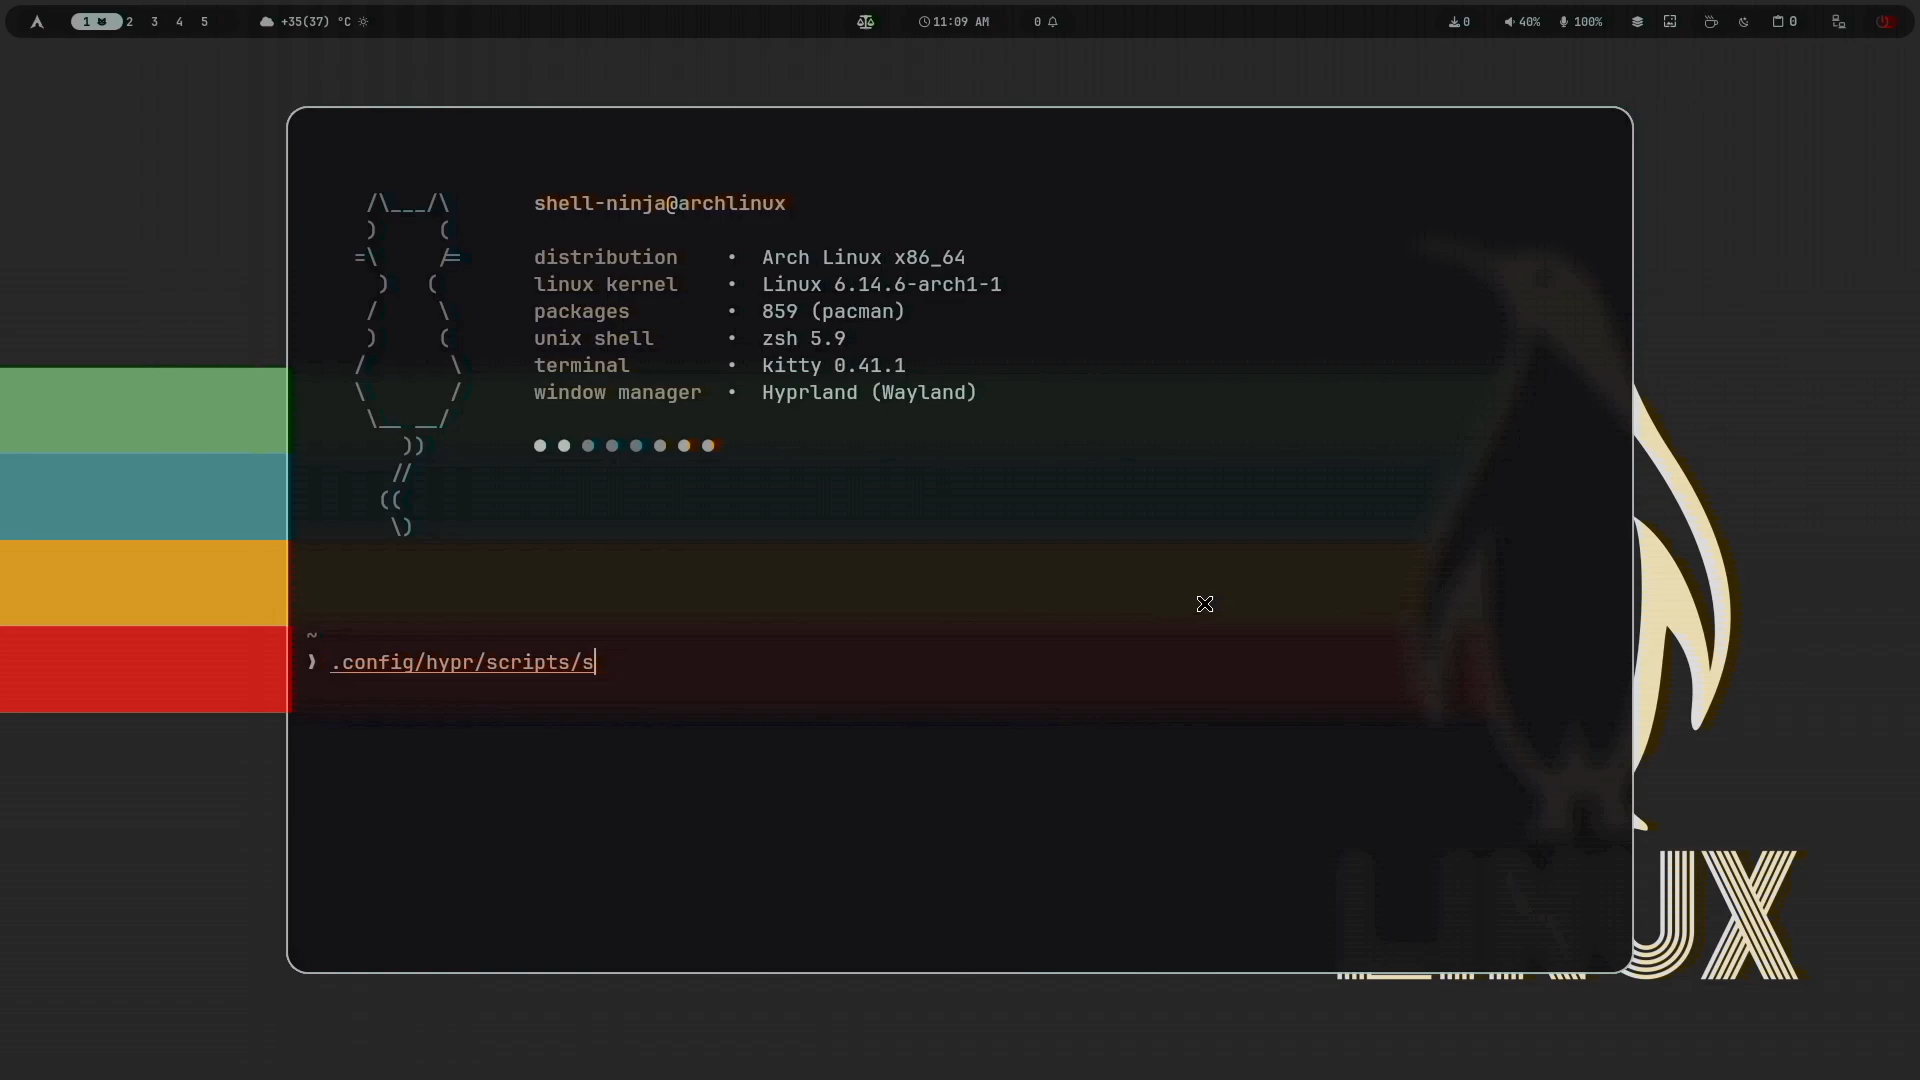 1 2 3 4 5 +35(37) °C 11:09 AM 0 0 40% 100% 0
shell-ninja@archlinux
distribution • Arch Linux x86_64
linux kernel • Linux 6.14.6-arch1-1
packages • 859 (pacman)
unix shell • zsh 5.9
terminal • kitty 0.41.1
window manager • Hyprland (Wayland)
~
❫ .config/hypr/scripts/s
LINUX